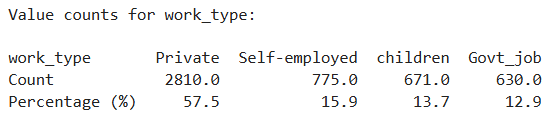 Value counts for work_type:
work_type Private Self-employed children Govt_job
Count 2810.0 775.0 671.0 630.0
Percentage (%) 57.5 15.9 13.7 12.9